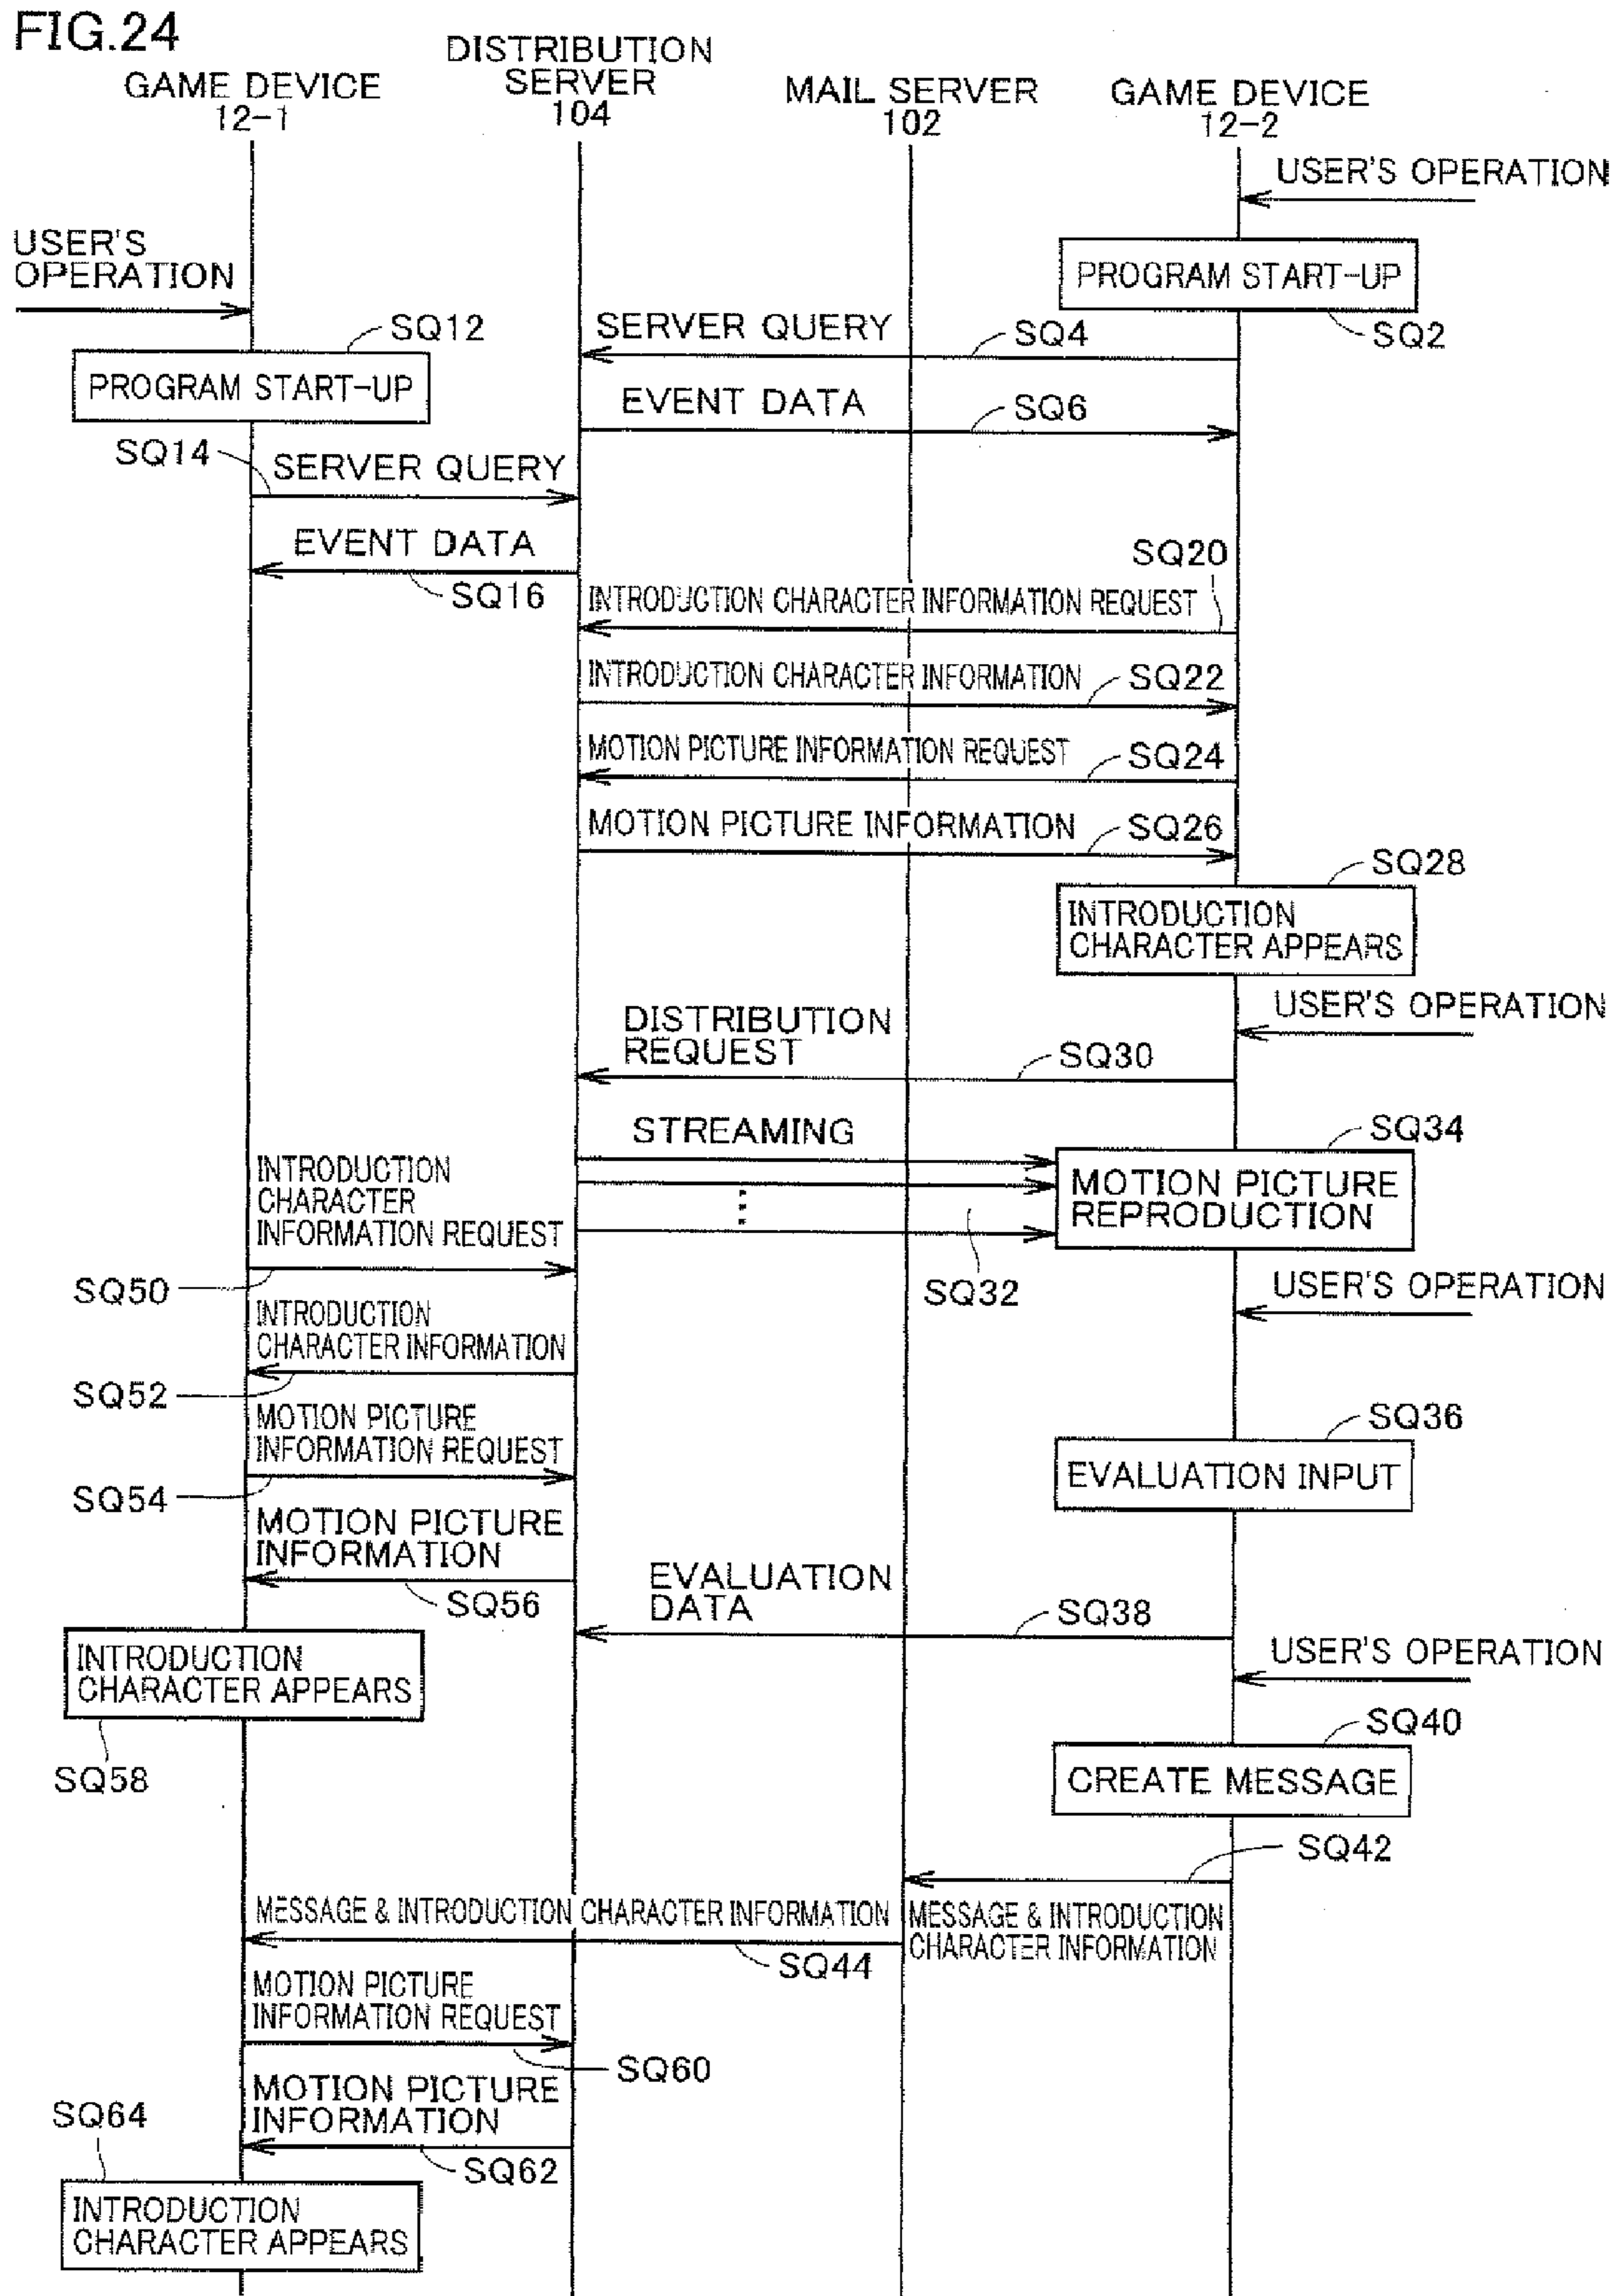 FIG.24
DISTRIBUTION
SERVER
104
GAME DEVICE
12-1
MAIL SERVER
102
GAME DEVICE
12-2
USER'S OPERATION
USER'S
OPERATION
PROGRAM START-UP
SQ2
SQ12
SERVER QUERY
SQ4
PROGRAM START-UP
EVENT DATA
SQ6
SQ14
SERVER QUERY
EVENT DATA
SQ16
SQ20
INTRODUCTION CHARACTER INFORMATION REQUEST
INTRODUCTION CHARACTER INFORMATION
SQ22
MOTION PICTURE INFORMATION REQUEST
SQ24
MOTION PICTURE INFORMATION
SQ26
SQ28
INTRODUCTION
CHARACTER APPEARS
USER'S OPERATION
DISTRIBUTION
REQUEST
SQ30
STREAMING
SQ34
INTRODUCTION
CHARACTER
INFORMATION REQUEST
MOTION PICTURE
REPRODUCTION
SQ50
SQ32
USER'S OPERATION
INTRODUCTION
CHARACTER INFORMATION
SQ52
MOTION PICTURE
INFORMATION REQUEST
SQ36
EVALUATION INPUT
SQ54
MOTION PICTURE
INFORMATION
SQ56
EVALUATION
DATA
SQ38
INTRODUCTION
CHARACTER APPEARS
USER'S OPERATION
SQ58
SQ40
CREATE MESSAGE
SQ42
MESSAGE & INTRODUCTION CHARACTER INFORMATION
MESSAGE & INTRODUCTION
CHARACTER INFORMATION
SQ44
MOTION PICTURE
INFORMATION REQUEST
SQ60
MOTION PICTURE
INFORMATION
SQ64
SQ62
INTRODUCTION
CHARACTER APPEARS